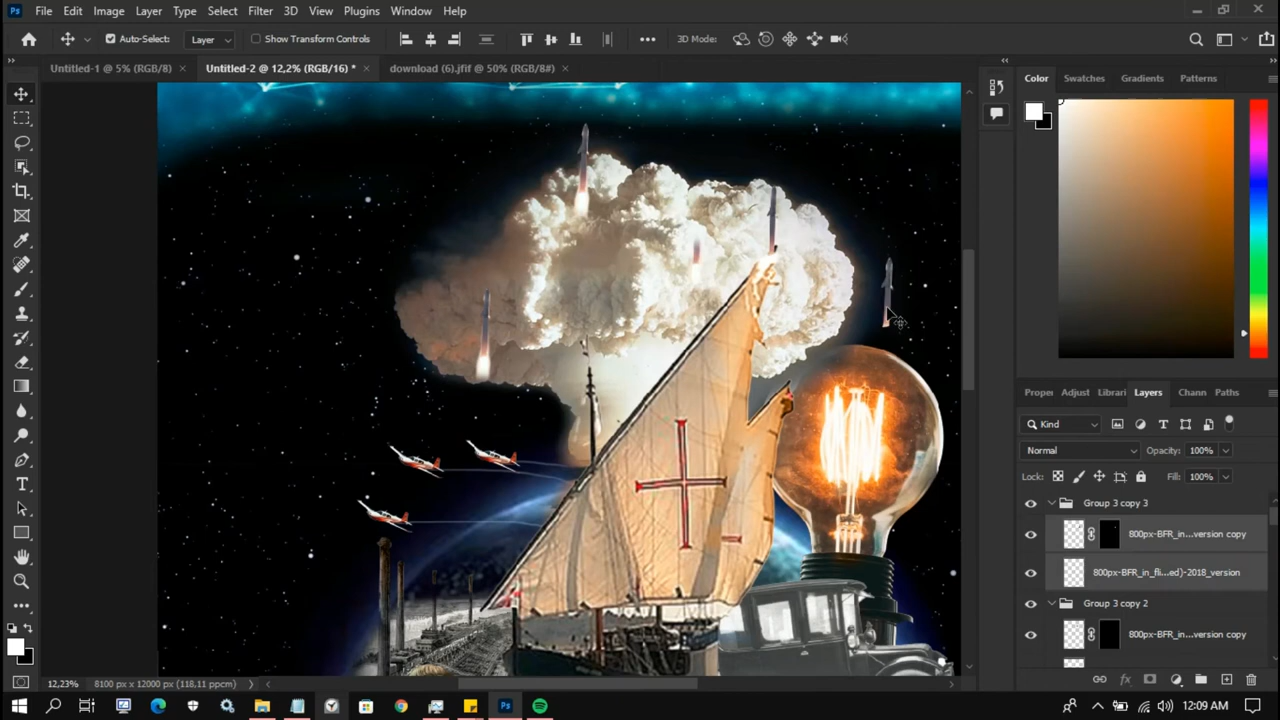 Ps File Edit Image Layer Type Select Filter 3D View Plugins Window Help
Auto-Select: Layer Show Transform Controls 3D Mode:
Untitled-1 @ 5% (RGB/8) × Untitled-2 @ 12,2% (RGB/16) * × download (6).jfif @ 50% (RGB/8#) ×
Color Swatches Gradients Patterns
Proper Adjust Librari Layers Chann Paths
Kind
Normal Opacity: 100%
Lock: Fill: 100%
Group 3 copy 3
800px-BFR_in...version copy
800px-BFR_in_fli...ed)-2018_version
Group 3 copy 2
800px-BFR_in...version copy
12,23% 8100 px x 12000 px (118,11 ppcm)
Ps 12:09 AM